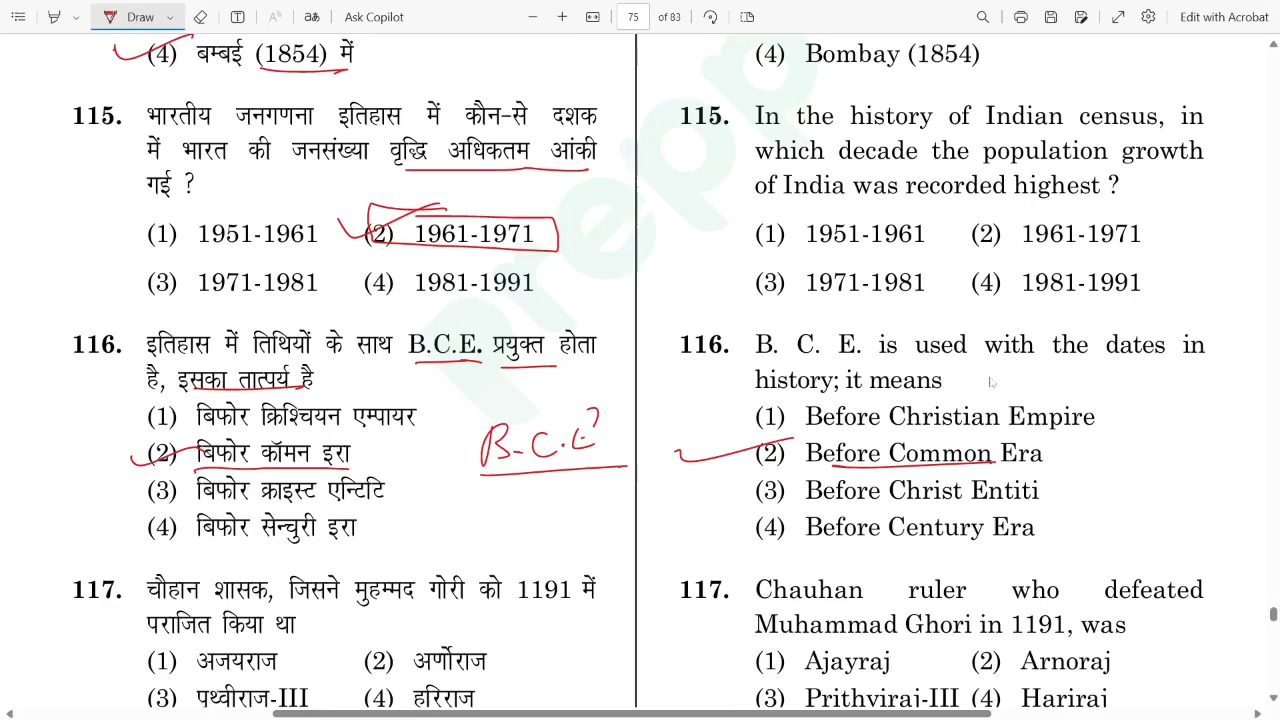 Draw
ask Copilot
75 of 83
Edit with Acrobat
(4) बम्बई (1854) में
115. भारतीय जनगणना इतिहास में कौन-से दशक
में भारत की जनसंख्या वृद्धि अधिकतम आंकी
गई ?
(1) 1951-1961 (2) 1961-1971
(3) 1971-1981 (4) 1981-1991
116. इतिहास में तिथियों के साथ B.C.E. प्रयुक्त होता
है, इसका तात्पर्य है
(1) बिफोर क्रिश्चियन एम्पायर
(2) बिफोर कॉमन इरा
B.C.E
(3) बिफोर क्राइस्ट एन्टिटि
(4) बिफोर सेन्चुरी इरा
117. चौहान शासक, जिसने मुहम्मद गोरी को 1191 में
पराजित किया था
(1) अजयराज (2) अर्णोराज
(3) पृथ्वीराज-III (4) हरिराज
(4) Bombay (1854)
115. In the history of Indian census, in
which decade the population growth
of India was recorded highest ?
(1) 1951-1961 (2) 1961-1971
(3) 1971-1981 (4) 1981-1991
116. B. C. E. is used with the dates in
history; it means
(1) Before Christian Empire
(2) Before Common Era
(3) Before Christ Entiti
(4) Before Century Era
117. Chauhan ruler who defeated
Muhammad Ghori in 1191, was
(1) Ajayraj (2) Arnoraj
(3) Prithviraj-III (4) Hariraj
prepp